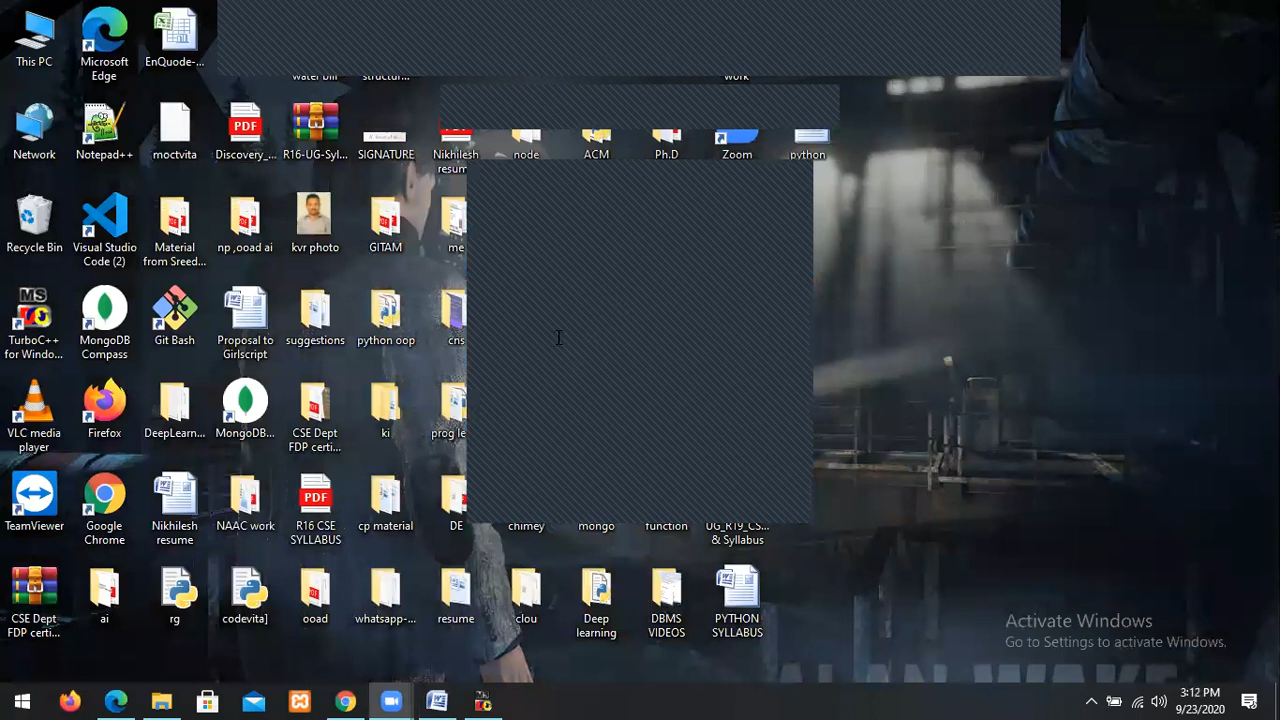 This PC
Microsoft
Edge
EnQuode-...
water bill
structur...
work
Network
Notepad++
moctvita
Discovery_...
R16-UG-Syl...
SIGNATURE
Nikhilesh
resum
node
ACM
Ph.D
Zoom
python
Recycle Bin
Visual Studio
Code (2)
Material
from Sreed...
np ,ooad ai
kvr photo
GITAM
me
TurboC++
for Windo...
MongoDB
Compass
Git Bash
Proposal to
Girlscript
suggestions
python oop
cns
VLC media
player
Firefox
DeepLearn...
MongoDB...
CSE Dept
FDP certi...
ki
prog le
TeamViewer
Google
Chrome
Nikhilesh
resume
NAAC work
R16 CSE
SYLLABUS
cp material
DE
chimey
mongo
function
UG_R19_CS...
& Syllabus
CSE Dept
FDP certi...
ai
rg
codevita]
ooad
whatsapp-...
resume
clou
Deep
learning
DBMS
VIDEOS
PYTHON
SYLLABUS
Activate Windows
Go to Settings to activate Windows.
ALAN WAKE
3:12 PM
9/23/2020